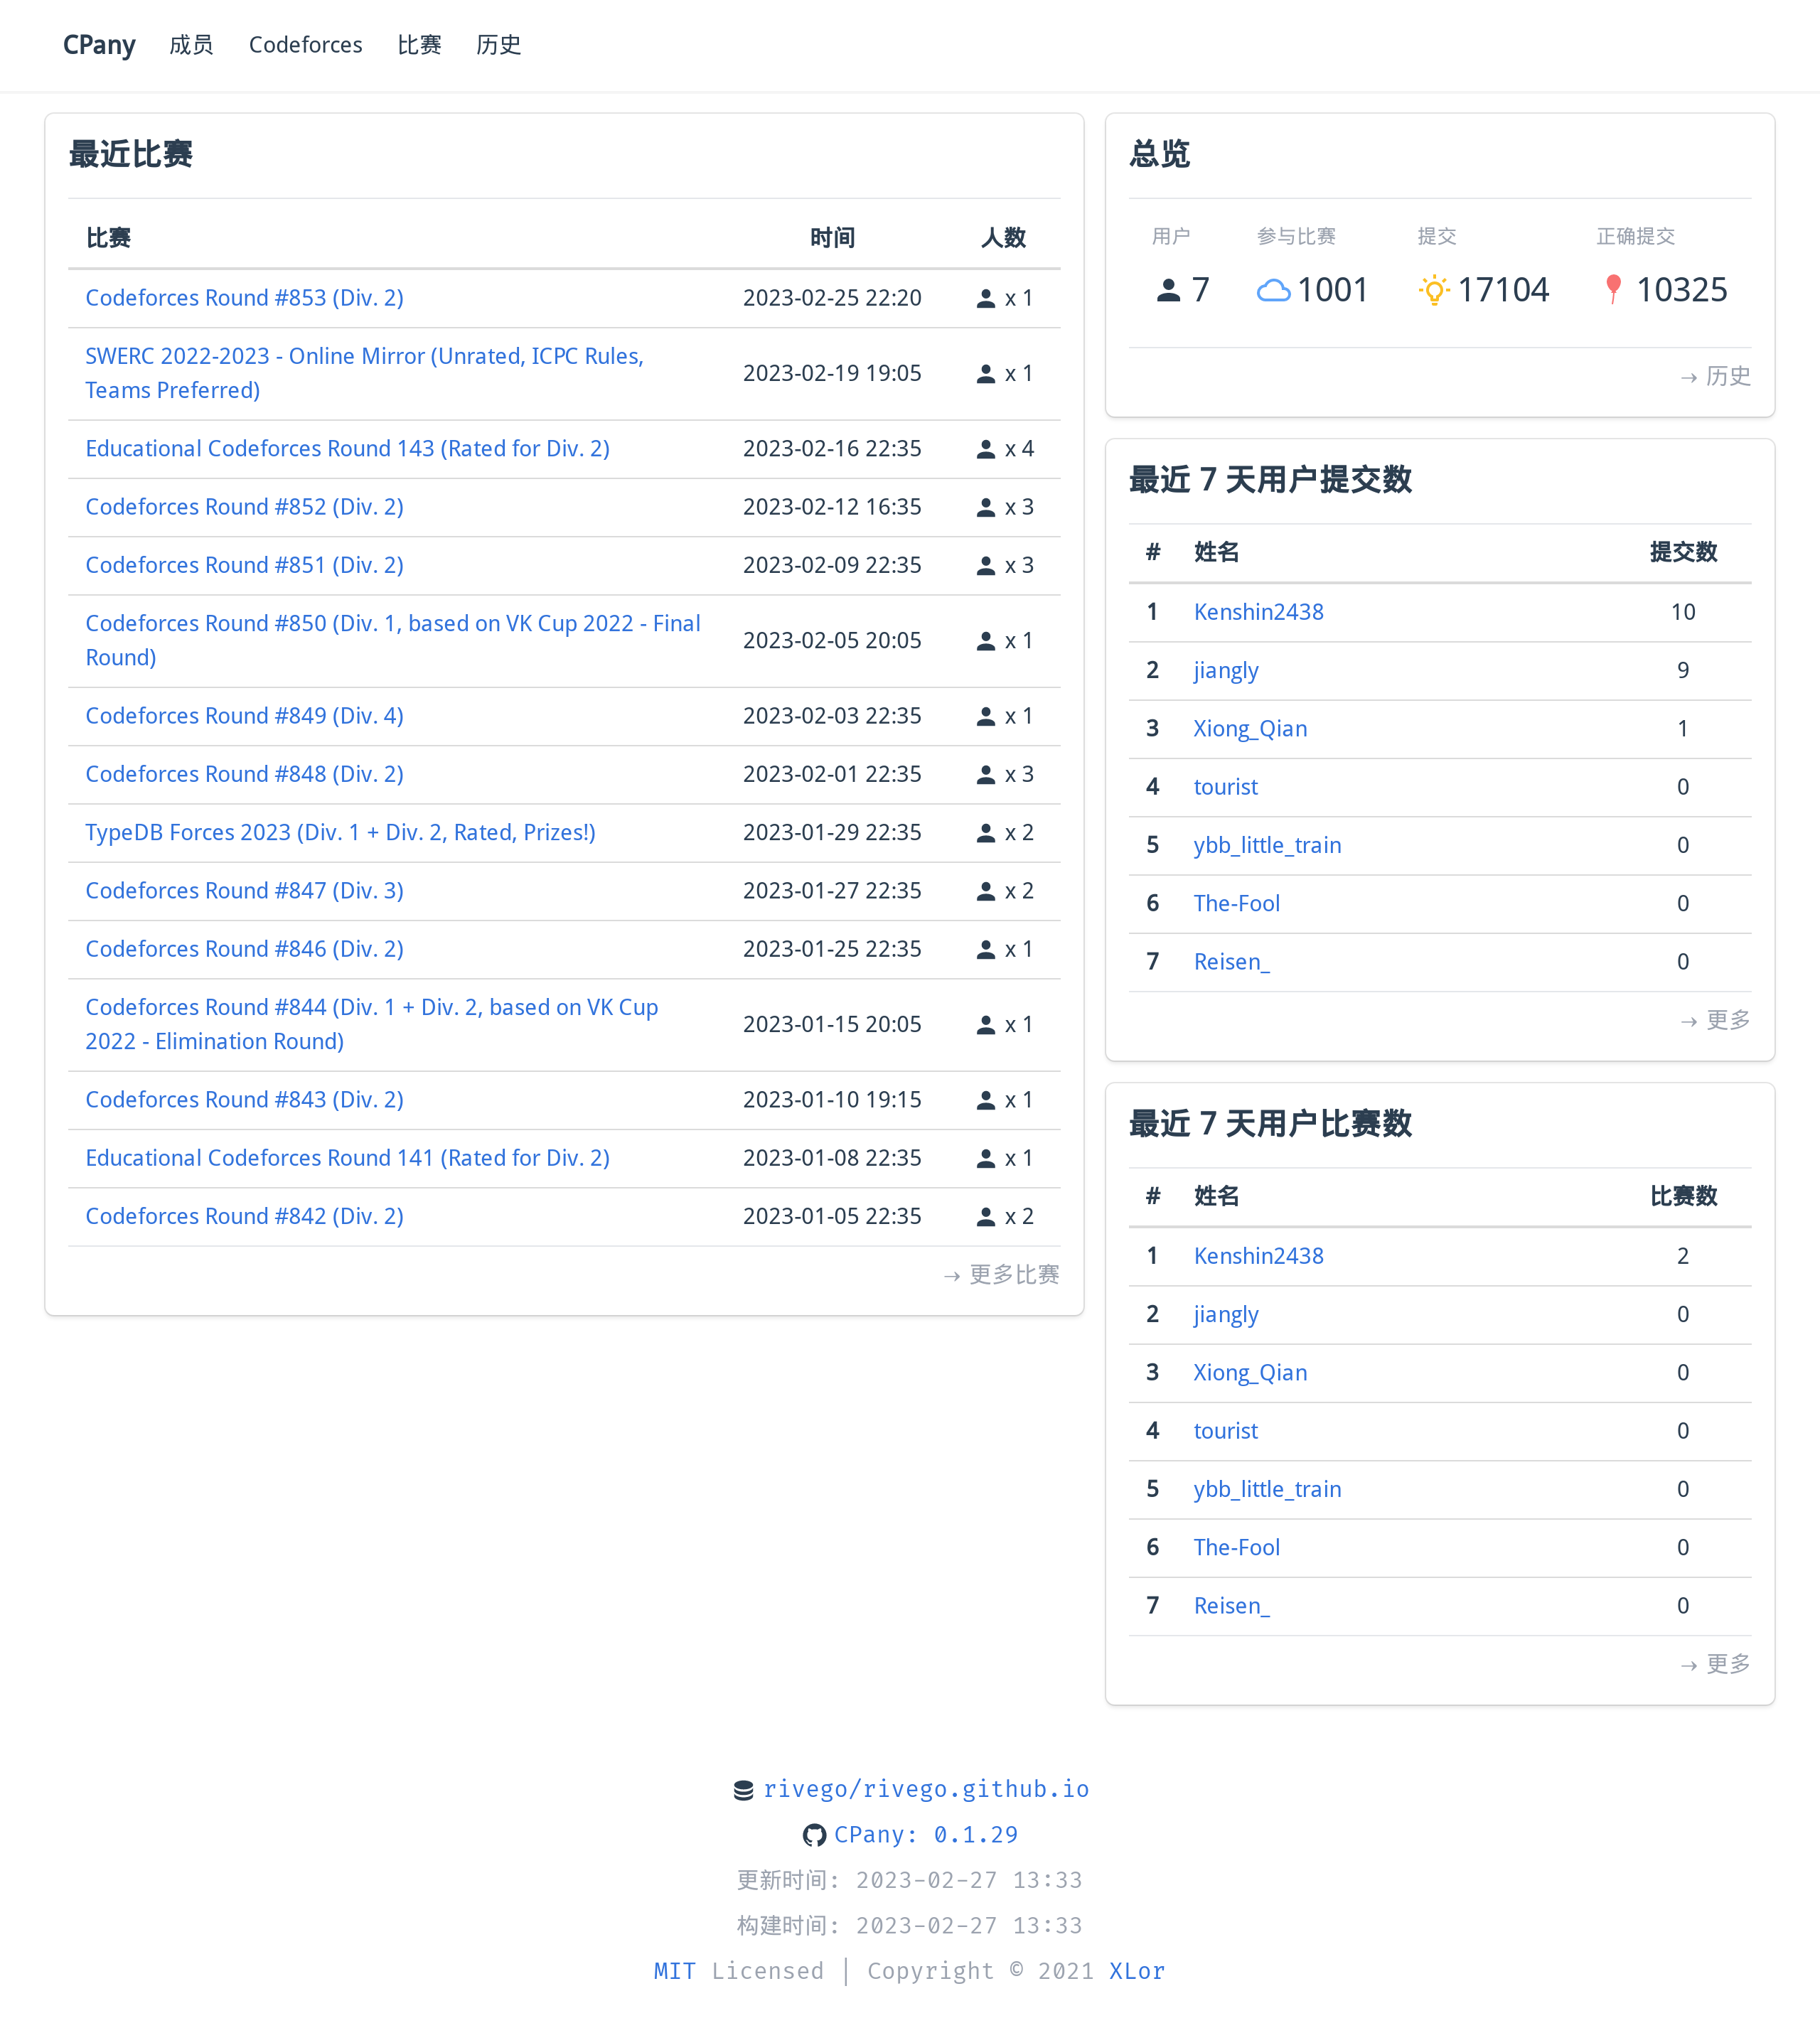 CPany 成员 Codeforces 比赛 历史
最近比赛
比赛 时间 人数
Codeforces Round #853 (Div. 2) 2023-02-25 22:20 x 1
SWERC 2022-2023 - Online Mirror (Unrated, ICPC Rules,
Teams Preferred) 2023-02-19 19:05 x 1
Educational Codeforces Round 143 (Rated for Div. 2) 2023-02-16 22:35 x 4
Codeforces Round #852 (Div. 2) 2023-02-12 16:35 x 3
Codeforces Round #851 (Div. 2) 2023-02-09 22:35 x 3
Codeforces Round #850 (Div. 1, based on VK Cup 2022 - Final
Round) 2023-02-05 20:05 x 1
Codeforces Round #849 (Div. 4) 2023-02-03 22:35 x 1
Codeforces Round #848 (Div. 2) 2023-02-01 22:35 x 3
TypeDB Forces 2023 (Div. 1 + Div. 2, Rated, Prizes!) 2023-01-29 22:35 x 2
Codeforces Round #847 (Div. 3) 2023-01-27 22:35 x 2
Codeforces Round #846 (Div. 2) 2023-01-25 22:35 x 1
Codeforces Round #844 (Div. 1 + Div. 2, based on VK Cup
2022 - Elimination Round) 2023-01-15 20:05 x 1
Codeforces Round #843 (Div. 2) 2023-01-10 19:15 x 1
Educational Codeforces Round 141 (Rated for Div. 2) 2023-01-08 22:35 x 1
Codeforces Round #842 (Div. 2) 2023-01-05 22:35 x 2
→ 更多比赛
总览
用户 参与比赛 提交 正确提交
7 1001 17104 10325
→ 历史
最近 7 天用户提交数
# 姓名 提交数
1 Kenshin2438 10
2 jiangly 9
3 Xiong_Qian 1
4 tourist 0
5 ybb_little_train 0
6 The-Fool 0
7 Reisen_ 0
→ 更多
最近 7 天用户比赛数
# 姓名 比赛数
1 Kenshin2438 2
2 jiangly 0
3 Xiong_Qian 0
4 tourist 0
5 ybb_little_train 0
6 The-Fool 0
7 Reisen_ 0
→ 更多
rivego/rivego.github.io
CPany: 0.1.29
更新时间: 2023-02-27 13:33
构建时间: 2023-02-27 13:33
MIT Licensed | Copyright © 2021 XLor